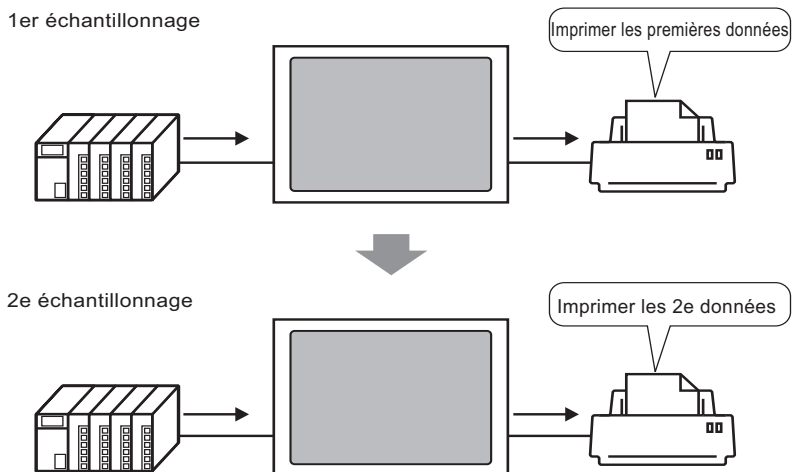 1er échantillonnage
Imprimer les premières données
2e échantillonnage
Imprimer les 2e données